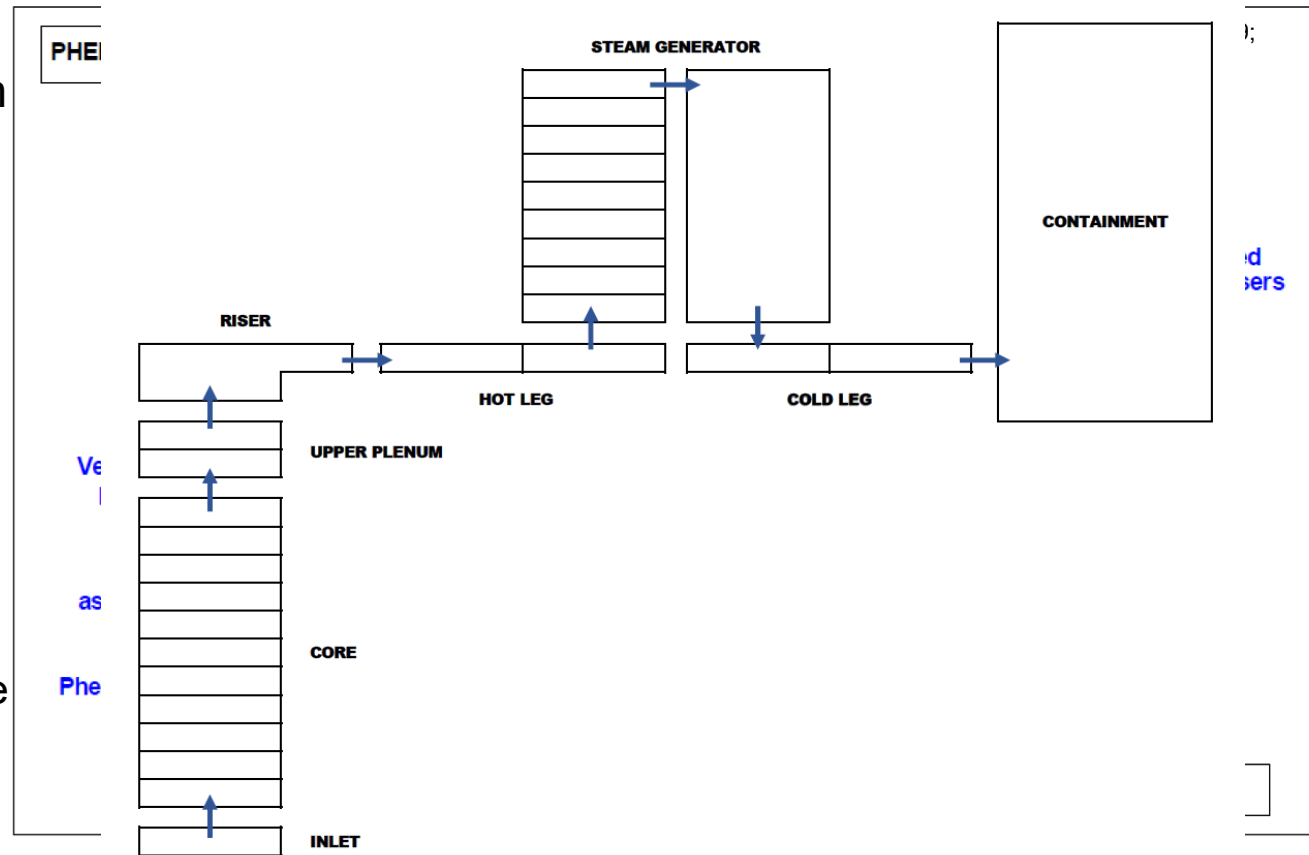 STEAM GENERATOR
CONTAINMENT
RISER
HOT LEG
COLD LEG
UPPER PLENUM
CORE
INLET